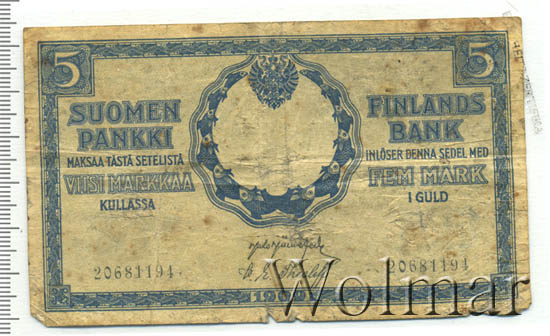 5
5
SUOMEN
PANKKI
MAKSAA TÄSTÄ SETELISTÄ
VIISI MARKKAA
KULLASSA
FINLANDS
BANK
INLÖSER DENNA SEDEL MED
FEM MARK
I GULD
20681194
20681194
1909
Wolmar